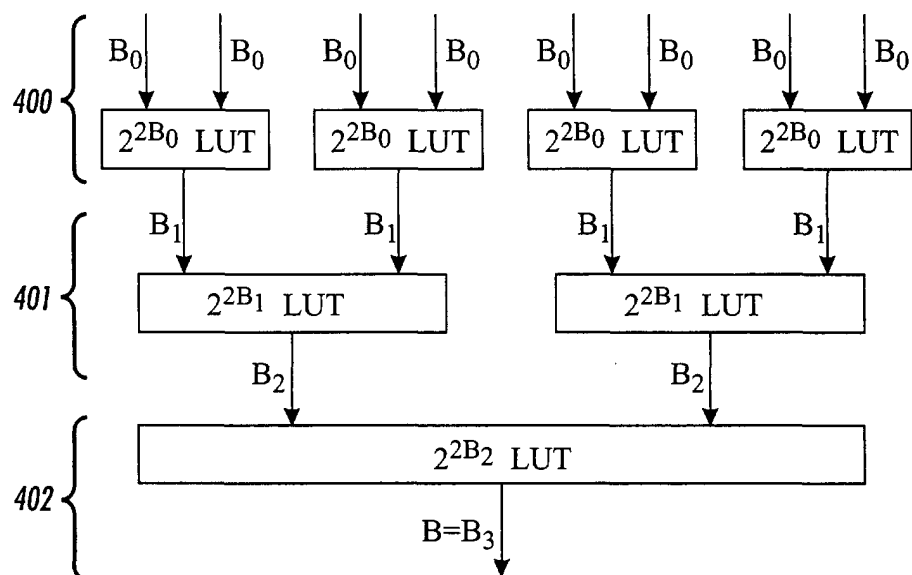 B₀ B₀ B₀ B₀ B₀ B₀ B₀ B₀
400
2^{2B₀} LUT 2^{2B₀} LUT 2^{2B₀} LUT 2^{2B₀} LUT
B₁ B₁ B₁ B₁
401
2^{2B₁} LUT 2^{2B₁} LUT
B₂ B₂
2^{2B₂} LUT
402
B=B₃